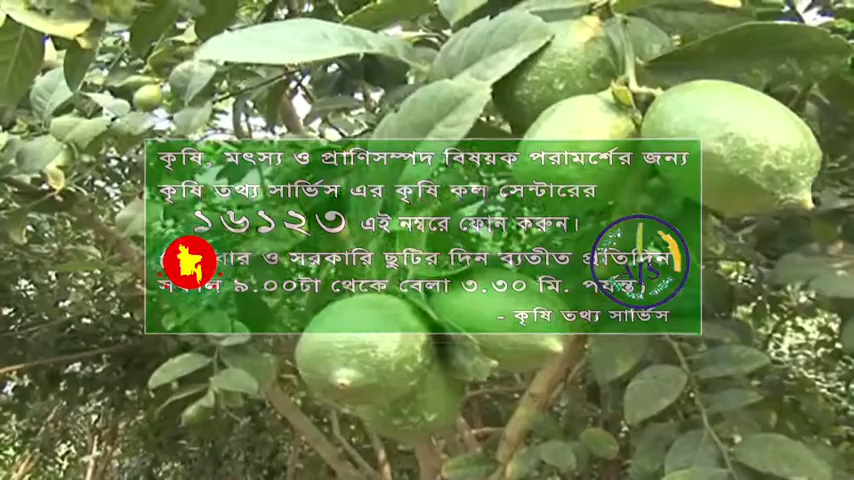 কৃষি, মৎস্য ও প্রাণিসম্পদ বিষয়ক পরামর্শের জন্য
কৃষি তথ্য সার্ভিস এর কৃষি কল সেন্টারের
১৬১২৩ এই নম্বরে ফোন করুন।
ও সরকারি ছুটির দিন ব্যতীত প্রতিদিন
৯.০০টা থেকে বেলা ৩.৩০ মি. পর্যন্ত
- কৃষি তথ্য সার্ভিস